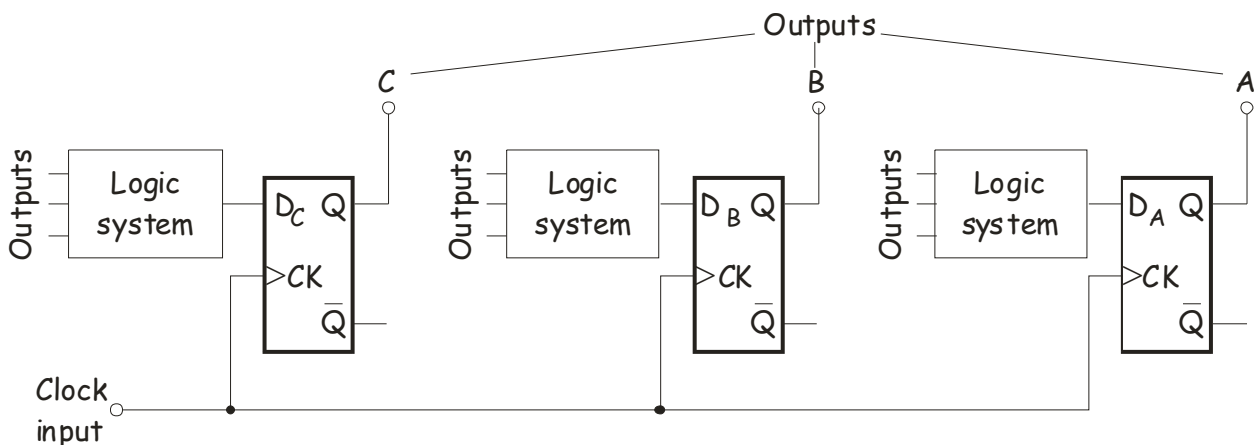 Outputs
C
B
A
Outputs
Logic
system
D_C Q
CK
Q̅
Outputs
Logic
system
D_B Q
CK
Q̅
Outputs
Logic
system
D_A Q
CK
Q̅
Clock
input